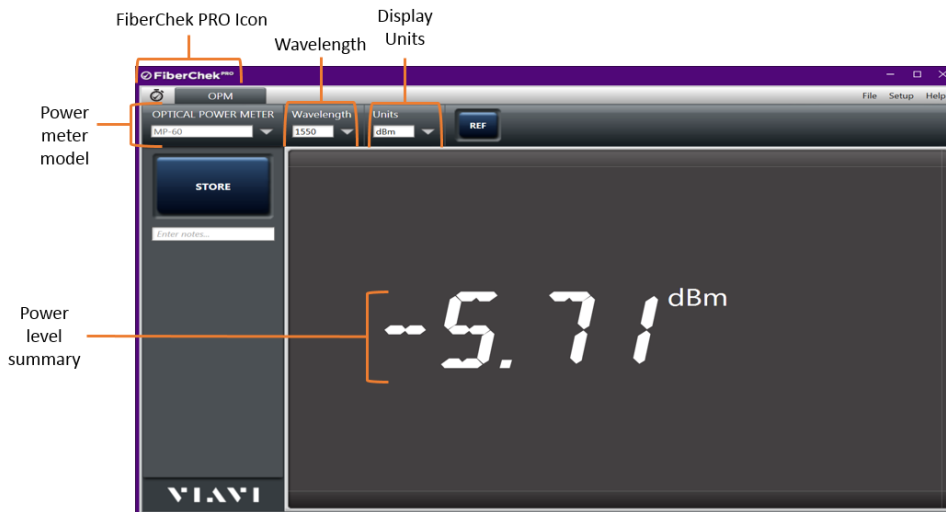 FiberChek PRO Icon
Wavelength
Display
Units
FiberChek PRO
OPM
File Setup Help
Power
meter
model
OPTICAL POWER METER
MP-60
Wavelength
1550
Units
dBm
REF
STORE
Enter notes...
Power
level
summary
-5.71 dBm
VIAVI